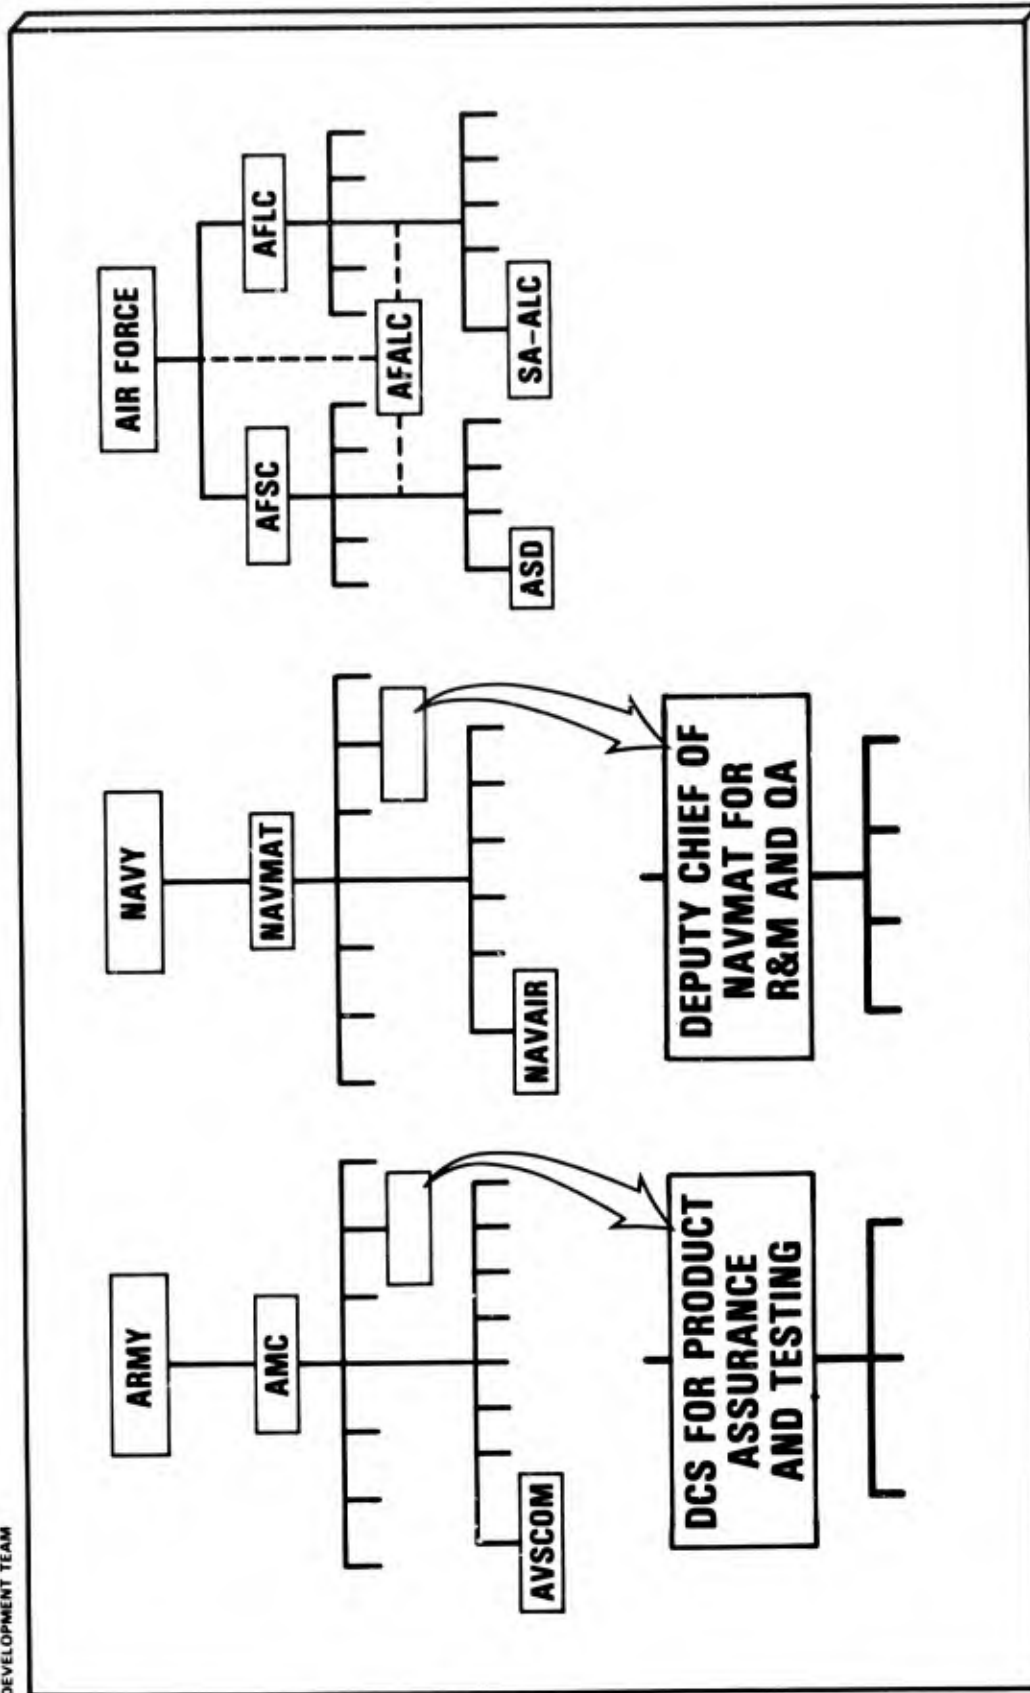 DEVELOPMENT TEAM
ARMY
AMC
AVSCOM
DCS FOR PRODUCT
ASSURANCE
AND TESTING
NAVY
NAVMAT
NAVAIR
DEPUTY CHIEF OF
NAVMAT FOR
R&M AND QA
AIR FORCE
AFSC
AFLC
AFALC
ASD
SA-ALC